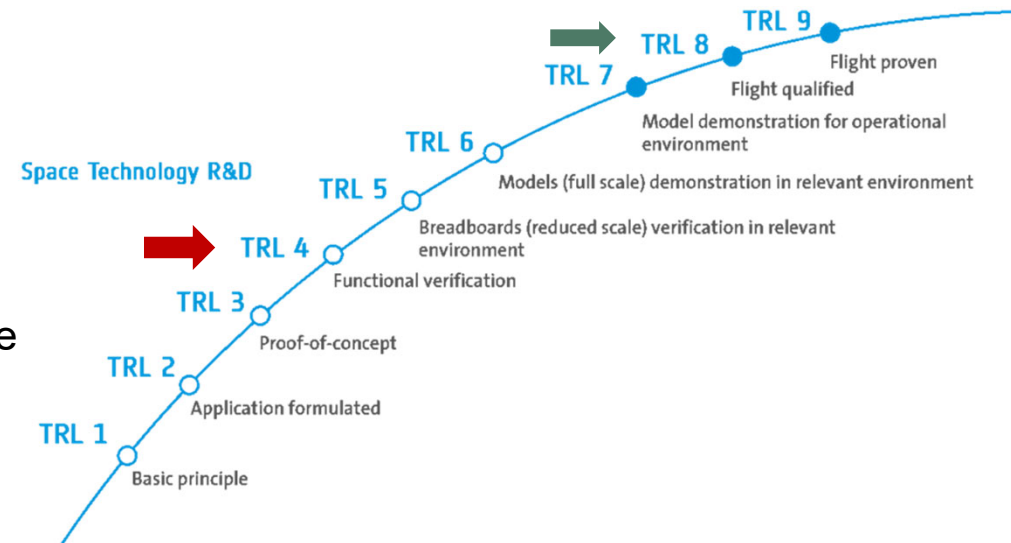 TRL 9
Flight proven
TRL 8
Flight qualified
TRL 7
Model demonstration for operational
environment
TRL 6
Models (full scale) demonstration in relevant environment
Space Technology R&D
TRL 5
Breadboards (reduced scale) verification in relevant
environment
TRL 4
Functional verification
TRL 3
Proof-of-concept
e
TRL 2
Application formulated
TRL 1
Basic principle